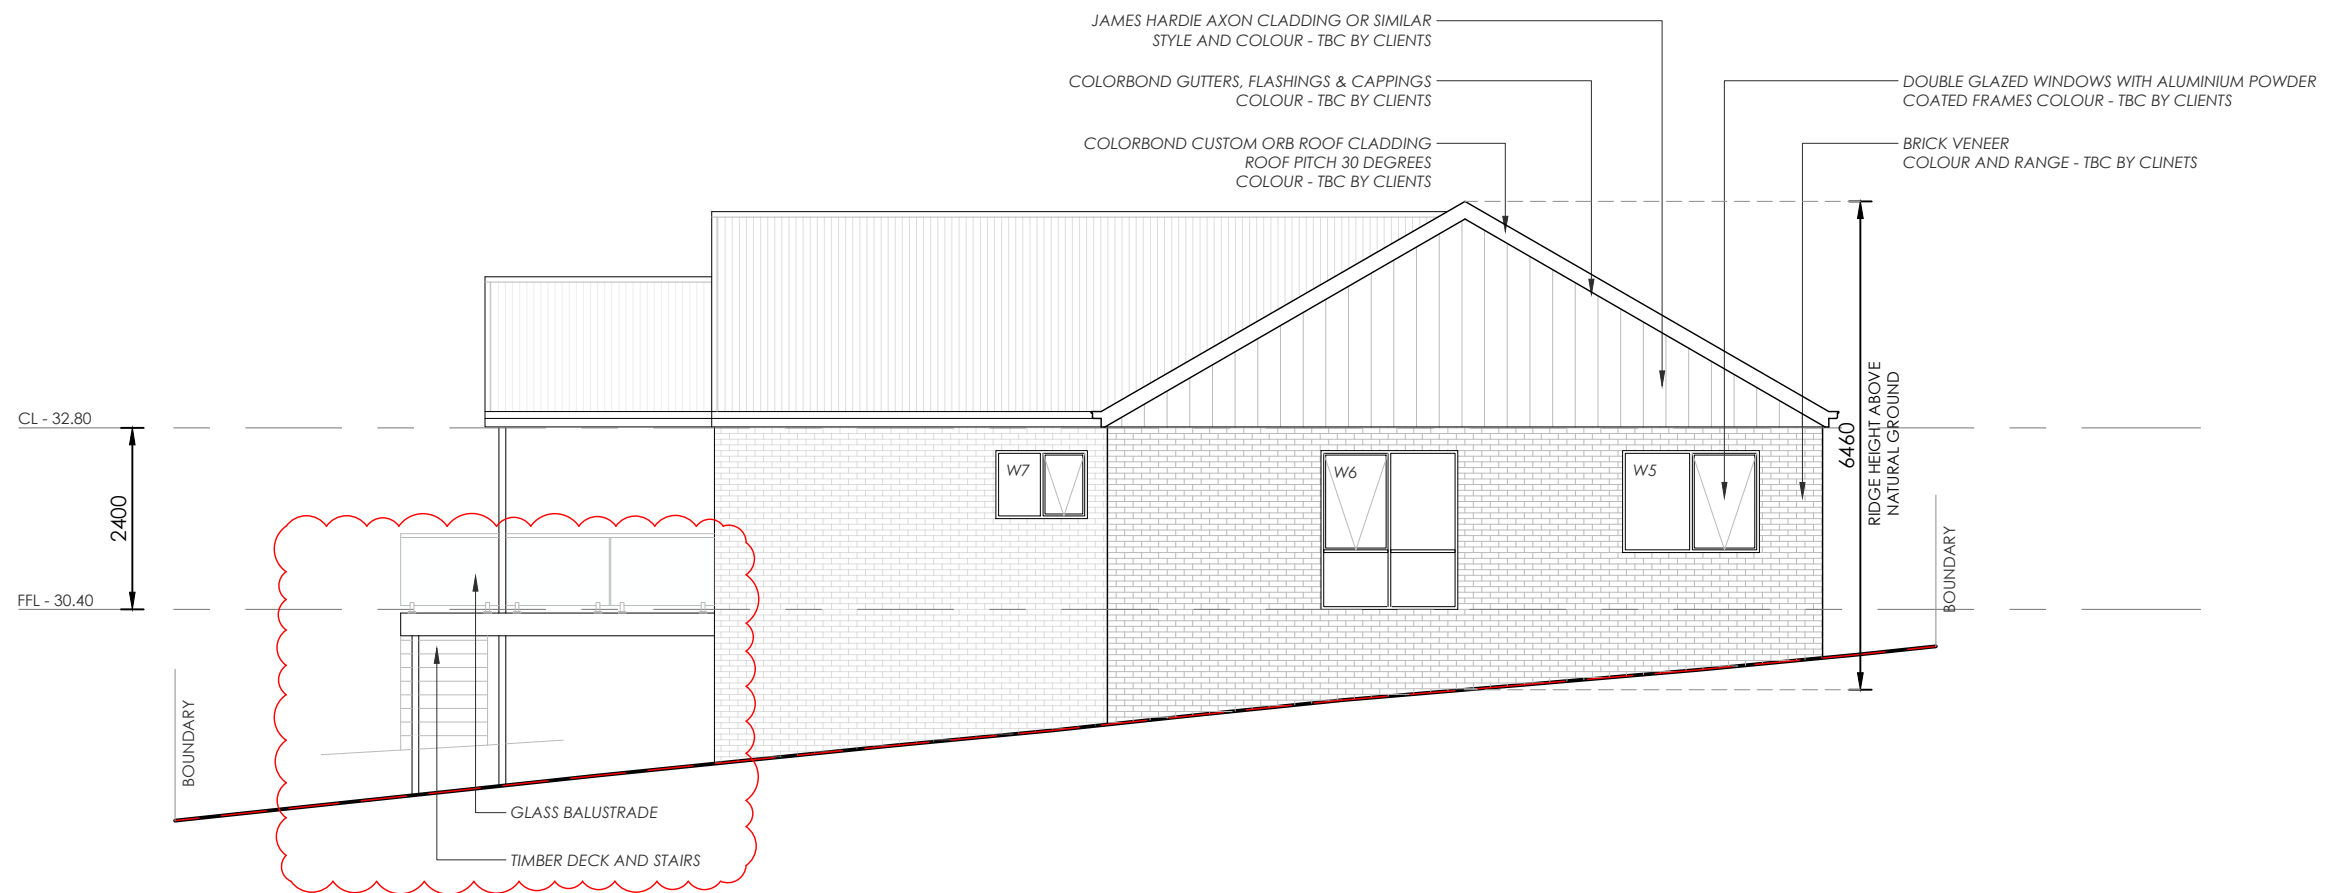 JAMES HARDIE AXON CLADDING OR SIMILAR
STYLE AND COLOUR - TBC BY CLIENTS
COLORBOND GUTTERS, FLASHINGS & CAPPINGS
COLOUR - TBC BY CLIENTS
COLORBOND CUSTOM ORB ROOF CLADDING
ROOF PITCH 30 DEGREES
COLOUR - TBC BY CLIENTS
DOUBLE GLAZED WINDOWS WITH ALUMINIUM POWDER
COATED FRAMES COLOUR - TBC BY CLIENTS
BRICK VENEER
COLOUR AND RANGE - TBC BY CLINETS
CL - 32.80
2400
FFL - 30.40
W7
W6
W5
6460
RIDGE HEIGHT ABOVE
NATURAL GROUND
BOUNDARY
BOUNDARY
GLASS BALUSTRADE
TIMBER DECK AND STAIRS